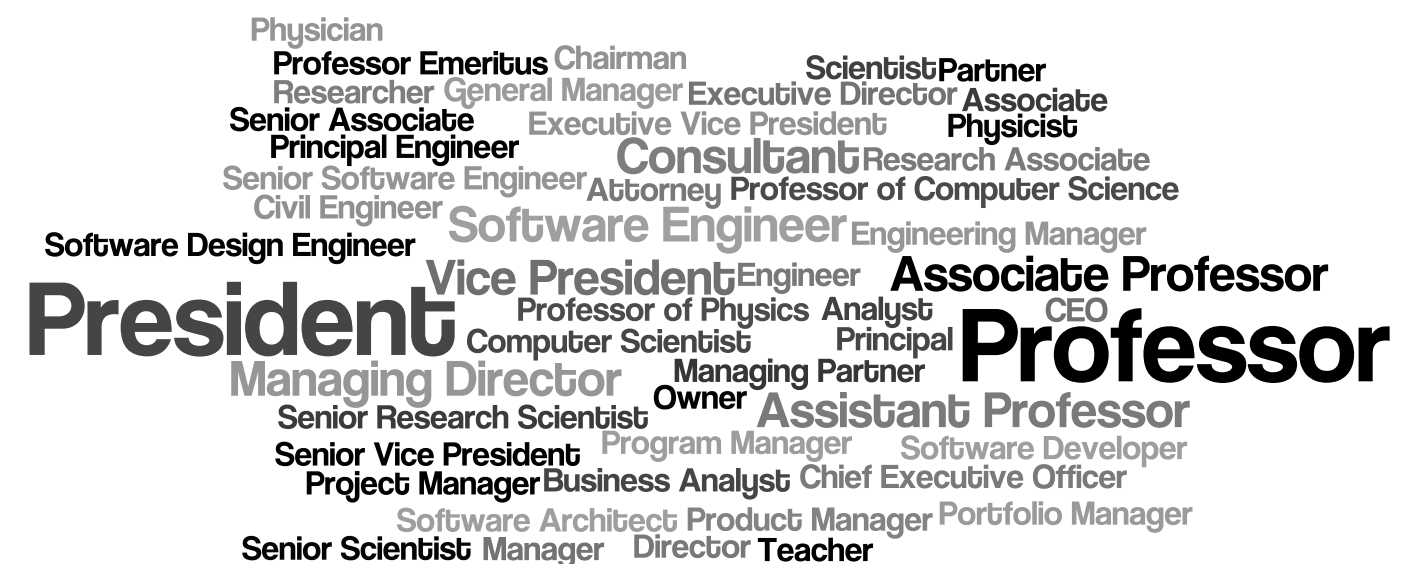 Physician
Professor Emeritus Chairman
Scientist Partner
Researcher General Manager Executive Director Associate
Senior Associate Executive Vice President Physicist
Principal Engineer Consultant Research Associate
Senior Software Engineer Attorney Professor of Computer Science
Civil Engineer Software Engineer Engineering Manager
Software Design Engineer
Vice President Engineer Associate Professor
President Professor of Physics Analyst CEO
Computer Scientist Principal Professor
Managing Director Managing Partner
Owner
Senior Research Scientist Assistant Professor
Senior Vice President Program Manager Software Developer
Project Manager Business Analyst Chief Executive Officer
Software Architect Product Manager Portfolio Manager
Senior Scientist Manager Director Teacher